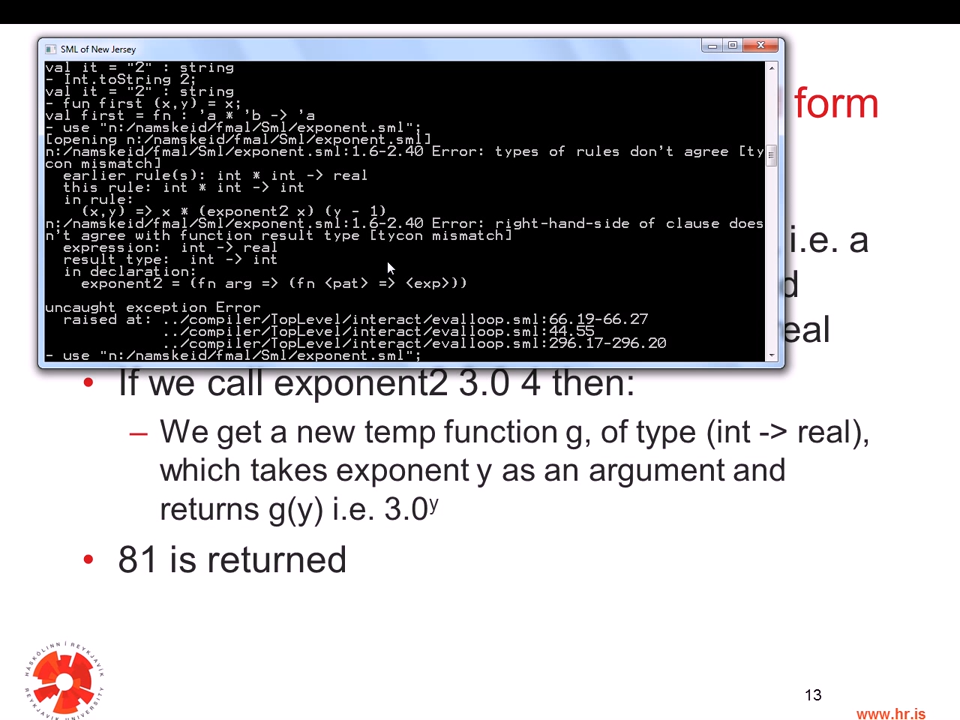 SML of New Jersey
val it = "2" : string
- Int.toString 2;
val it = "2" : string
- fun first (x,y) = x;
val first = fn : 'a * 'b -> 'a
- use "n:/namskeid/fmal/Sml/exponent.sml";
[opening n:/namskeid/fmal/Sml/exponent.sml]
n:/namskeid/fmal/Sml/exponent.sml:1.6-2.40 Error: types of rules don't agree [ty
con mismatch]
  earlier rule(s): int * int -> real
  this rule: int * int -> int
  in rule:
    (x,y) => x * (exponent2 x) (y - 1)
n:/namskeid/fmal/Sml/exponent.sml:1.6-2.40 Error: right-hand-side of clause does
n't agree with function result type [tycon mismatch]
  expression:  int -> real
  result type:  int -> int
  in declaration:
    exponent2 = (fn arg => (fn <pat> => <exp>))
uncaught exception Error
  raised at: ../compiler/TopLevel/interact/evalloop.sml:66.19-66.27
             ../compiler/TopLevel/interact/evalloop.sml:44.55
             ../compiler/TopLevel/interact/evalloop.sml:296.17-296.20
- use "n:/namskeid/fmal/Sml/exponent.sml";
form
i.e. a
• If we call exponent2 3.0 4 then:
– We get a new temp function g, of type (int -> real),
which takes exponent y as an argument and
returns g(y) i.e. 3.0ʸ
• 81 is returned
HÁSKÓLINN Í REYKJAVÍK
REYKJAVIK UNIVERSITY
13
www.hr.is